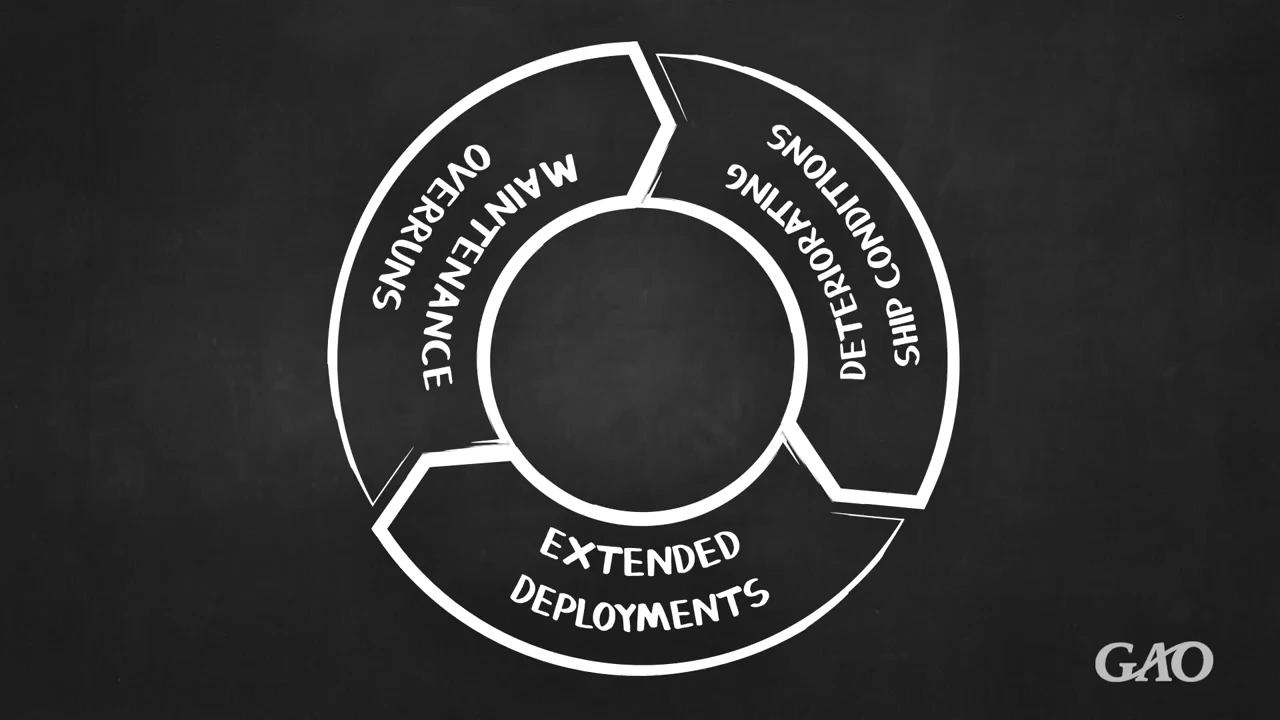 MAINTENANCE
OVERRUNS
DETERIORATING
SHIP CONDITIONS
EXTENDED
DEPLOYMENTS
GAO